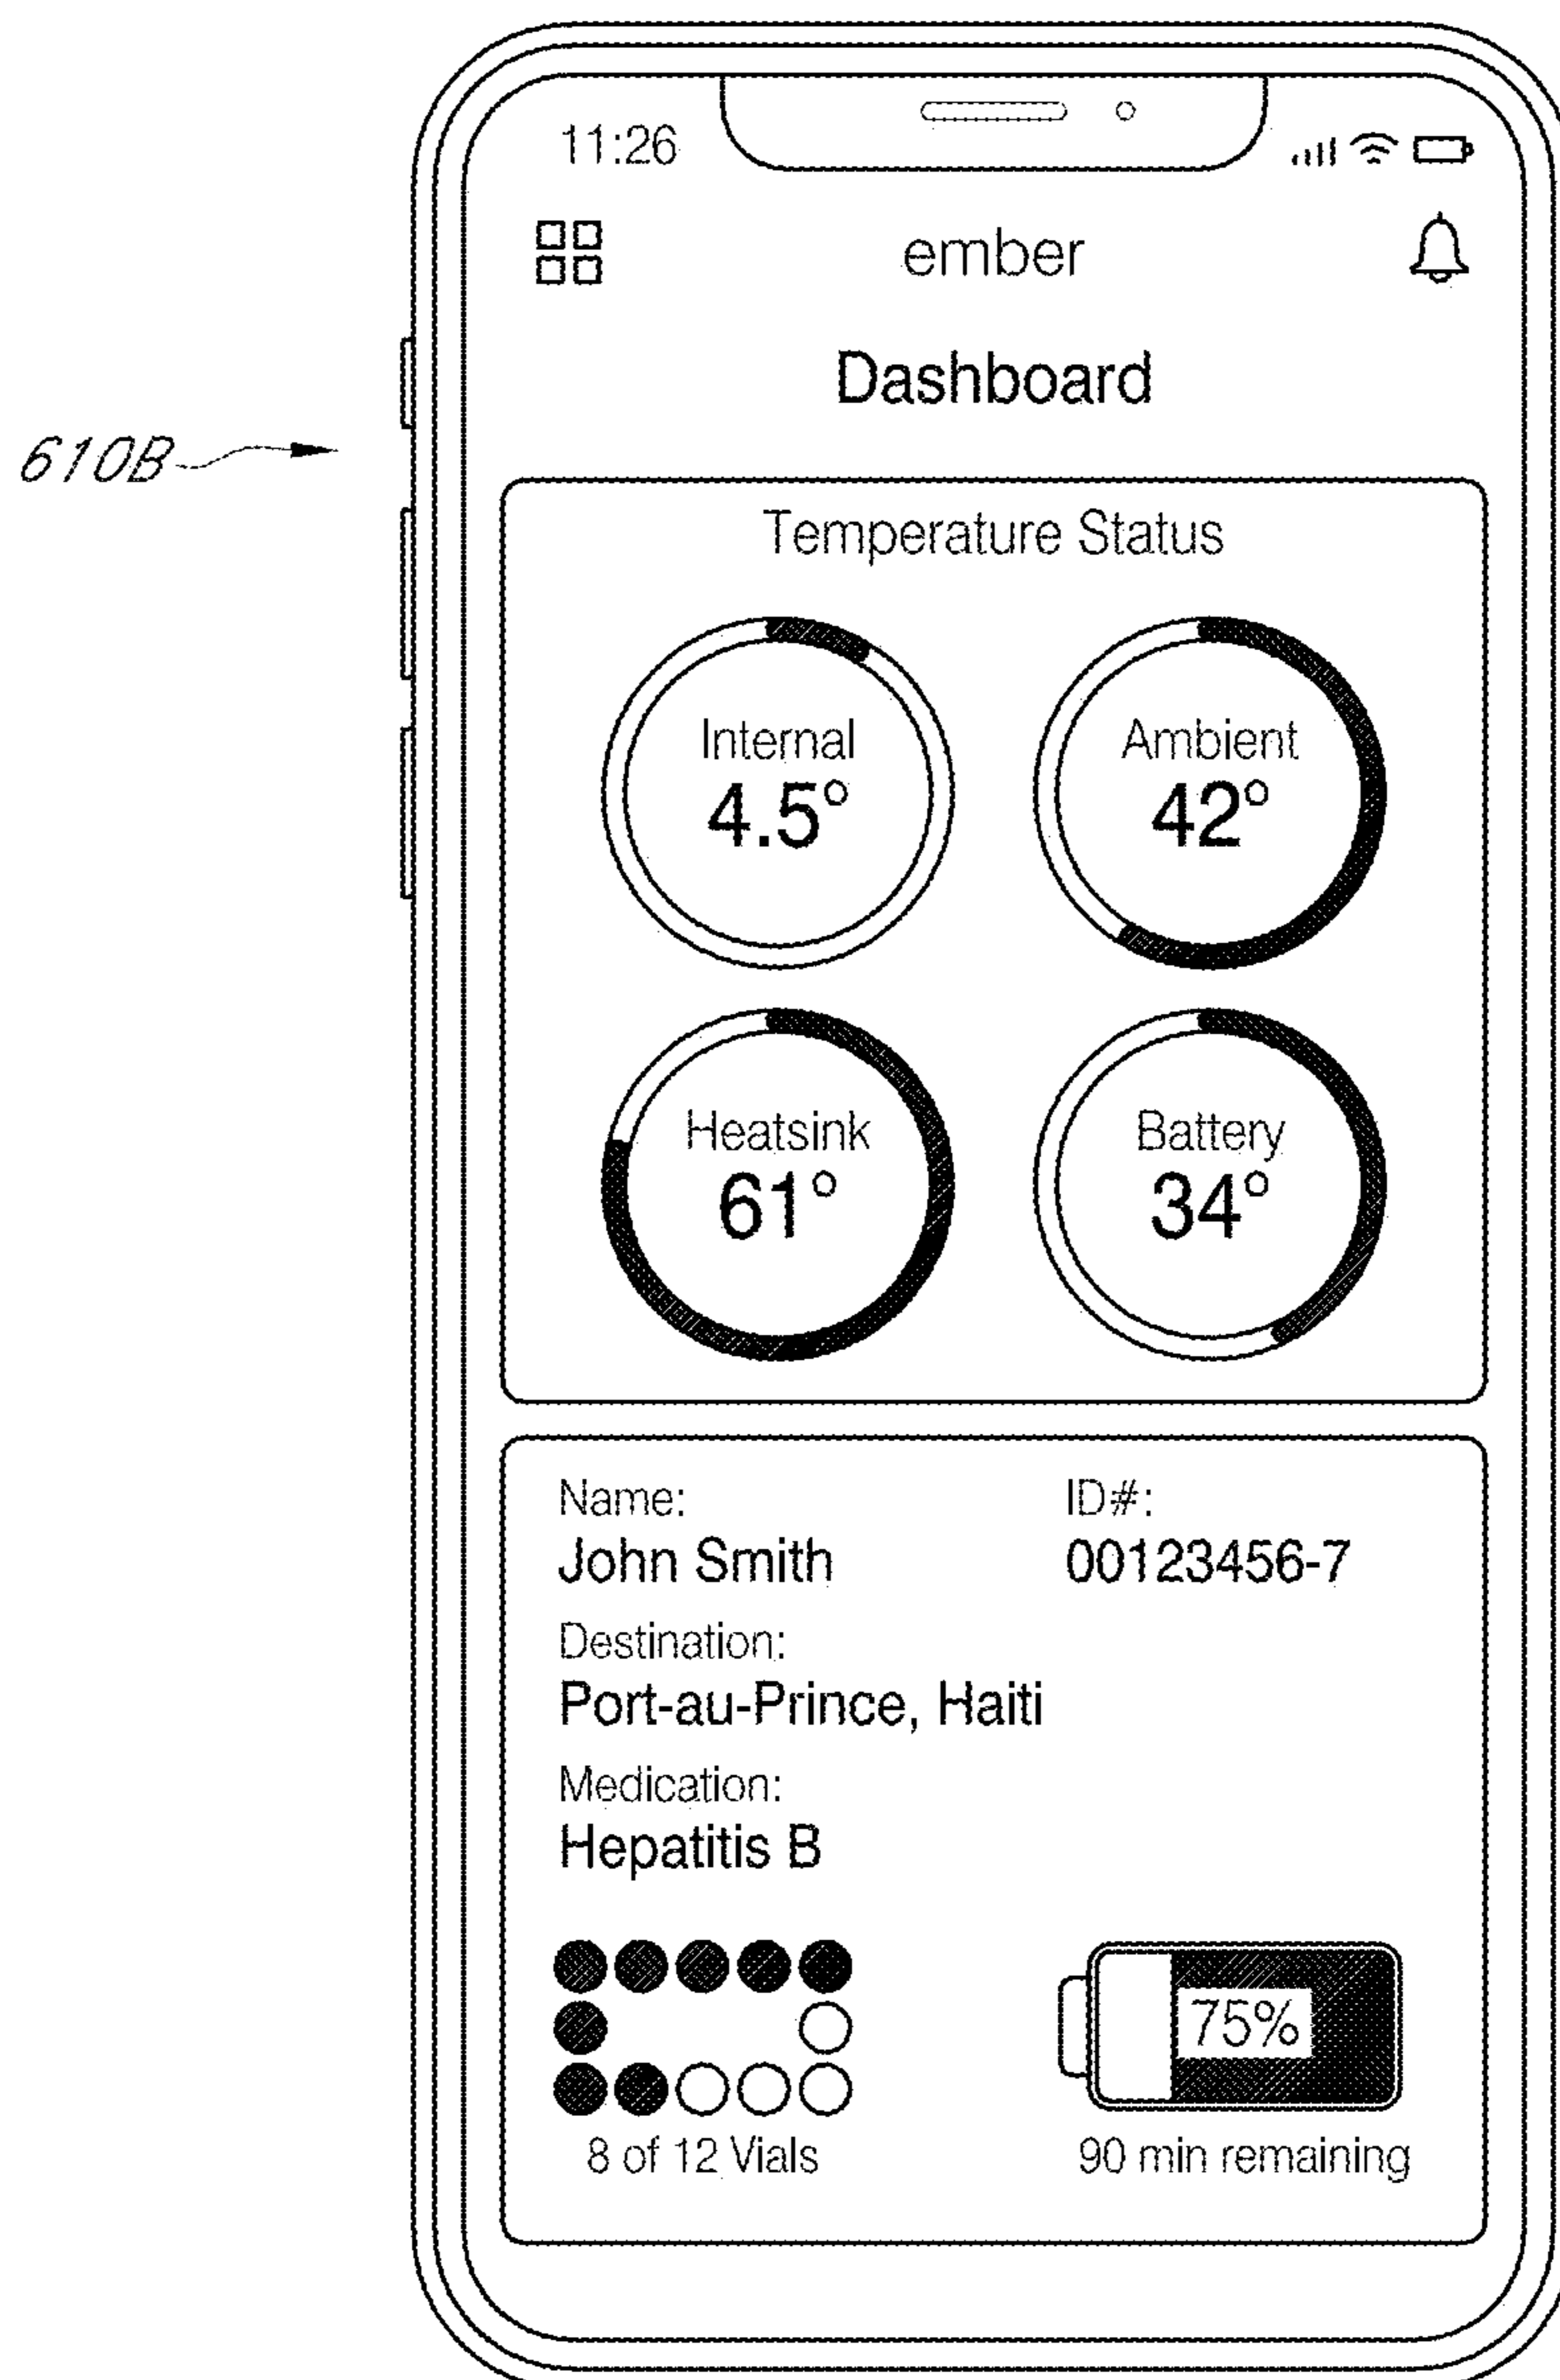 11:26
ember
Dashboard
610B
Temperature Status
Internal
4.5°
Ambient
42°
Heatsink
61°
Battery
34°
Name:
John Smith
ID#:
00123456-7
Destination:
Port-au-Prince, Haiti
Medication:
Hepatitis B
8 of 12 Vials
75%
90 min remaining